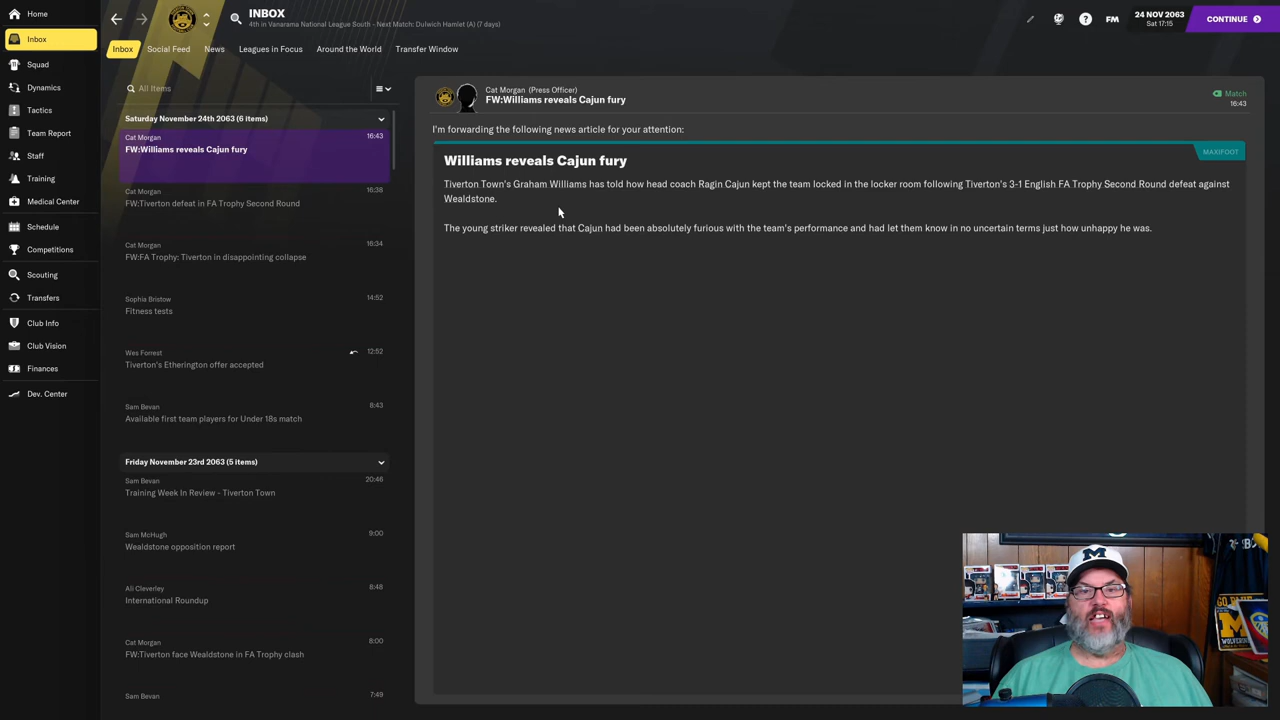 Home
Inbox
Squad
Dynamics
Tactics
Team Report
Staff
Training
Medical Center
Schedule
Competitions
Scouting
Transfers
Club Info
Club Vision
Finances
Dev. Center
INBOX
4th in Vanarama National League South - Next Match: Dulwich Hamlet (A) (7 days)
FM
24 NOV 2063
Sat 17:15
CONTINUE
Inbox
Social Feed
News
Leagues in Focus
Around the World
Transfer Window
All Items
Saturday November 24th 2063 (6 items)
Cat Morgan
16:43
FW:Williams reveals Cajun fury
Cat Morgan
16:38
FW:Tiverton defeat in FA Trophy Second Round
Cat Morgan
16:34
FW:FA Trophy: Tiverton in disappointing collapse
Sophia Bristow
14:52
Fitness tests
Wes Forrest
12:52
Tiverton's Etherington offer accepted
Sam Bevan
8:43
Available first team players for Under 18s match
Friday November 23rd 2063 (5 items)
Sam Bevan
20:46
Training Week In Review - Tiverton Town
Sam McHugh
9:00
Wealdstone opposition report
Ali Cleverley
8:48
International Roundup
Cat Morgan
8:00
FW:Tiverton face Wealdstone in FA Trophy clash
Sam Bevan
7:49
Cat Morgan (Press Officer)
FW:Williams reveals Cajun fury
Match
16:43
I'm forwarding the following news article for your attention:
MAXIFOOT
Williams reveals Cajun fury
Tiverton Town's Graham Williams has told how head coach Ragin Cajun kept the team locked in the locker room following Tiverton's 3-1 English FA Trophy Second Round defeat against
Wealdstone.
The young striker revealed that Cajun had been absolutely furious with the team's performance and had let them know in no uncertain terms just how unhappy he was.
M
GO BLUE
M
WOLVERINES